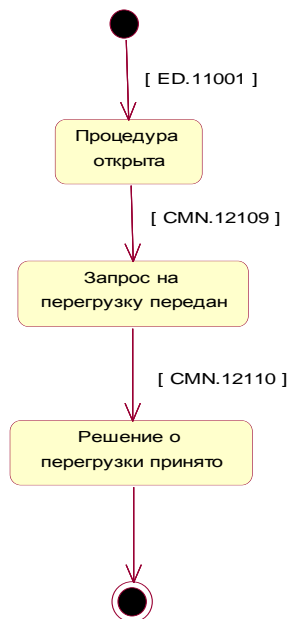 [ ED.11001 ]
Процедура
открыта
[ CMN.12109 ]
Запрос на
перегрузку передан
[ CMN.12110 ]
Решение о
перегрузки принято